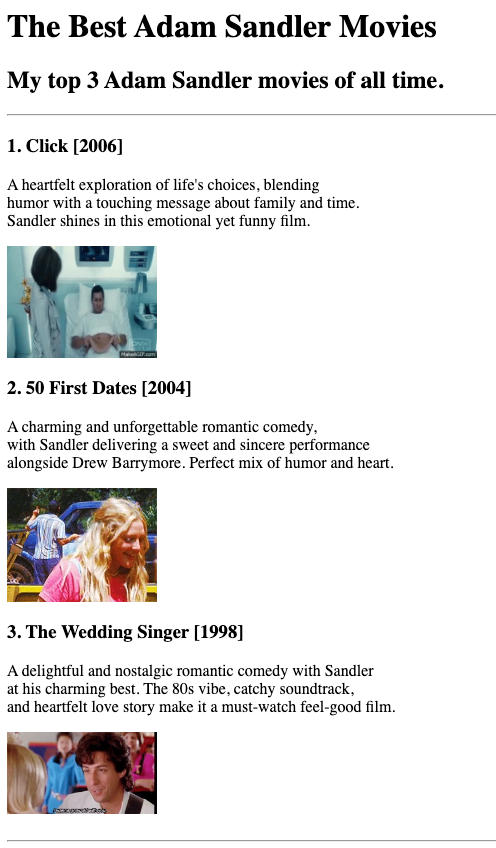 The Best Adam Sandler Movies
My top 3 Adam Sandler movies of all time.
1. Click [2006]
A heartfelt exploration of life's choices, blending
humor with a touching message about family and time.
Sandler shines in this emotional yet funny film.
MakeAGIF.com
2. 50 First Dates [2004]
A charming and unforgettable romantic comedy,
with Sandler delivering a sweet and sincere performance
alongside Drew Barrymore. Perfect mix of humor and heart.
3. The Wedding Singer [1998]
A delightful and nostalgic romantic comedy with Sandler
at his charming best. The 80s vibe, catchy soundtrack,
and heartfelt love story make it a must-watch feel-good film.